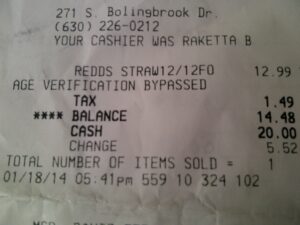 271 S. Bolingbrook Dr.
(630) 226-0212
YOUR CASHIER WAS RAKETTA B
REDDS STRAW12/12FO 12.99
AGE VERIFICATION BYPASSED
TAX 1.49
**** BALANCE 14.48
CASH 20.00
CHANGE 5.52
TOTAL NUMBER OF ITEMS SOLD = 1
01/18/14 05:41pm 559 10 324 102